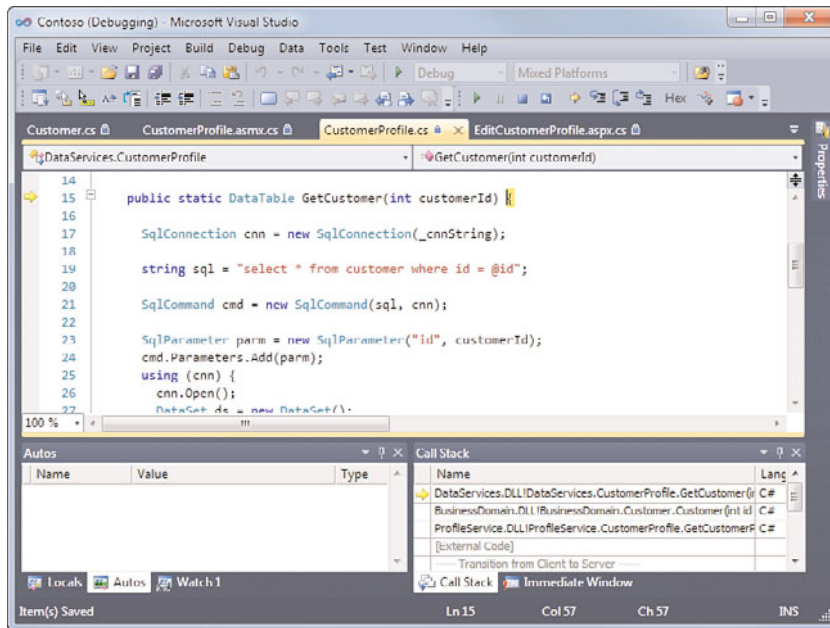 Contoso (Debugging) - Microsoft Visual Studio
File Edit View Project Build Debug Data Tools Test Window Help
Debug Mixed Platforms
Hex
Customer.cs CustomerProfile.asmx.cs CustomerProfile.cs EditCustomerProfile.aspx.cs
Properties
DataServices.CustomerProfile GetCustomer(int customerId)
14
15 public static DataTable GetCustomer(int customerId) {
16
17 SqlConnection cnn = new SqlConnection(_cnnString);
18
19 string sql = "select * from customer where id = @id";
20
21 SqlCommand cmd = new SqlCommand(sql, cnn);
22
23 SqlParameter parm = new SqlParameter("id", customerId);
24 cmd.Parameters.Add(parm);
25 using (cnn) {
26 cnn.Open();
27 DataSet ds = new DataSet();
100 %
Autos
Name Value Type
Call Stack
Name Lang
DataServices.DLL!DataServices.CustomerProfile.GetCustomer(in C#
BusinessDomain.DLL!BusinessDomain.Customer.Customer(int id C#
ProfileService.DLL!ProfileService.CustomerProfile.GetCustomerP C#
[External Code]
----- Transition from Client to Server -----
Locals Autos Watch 1
Call Stack Immediate Window
Item(s) Saved Ln 15 Col 57 Ch 57 INS